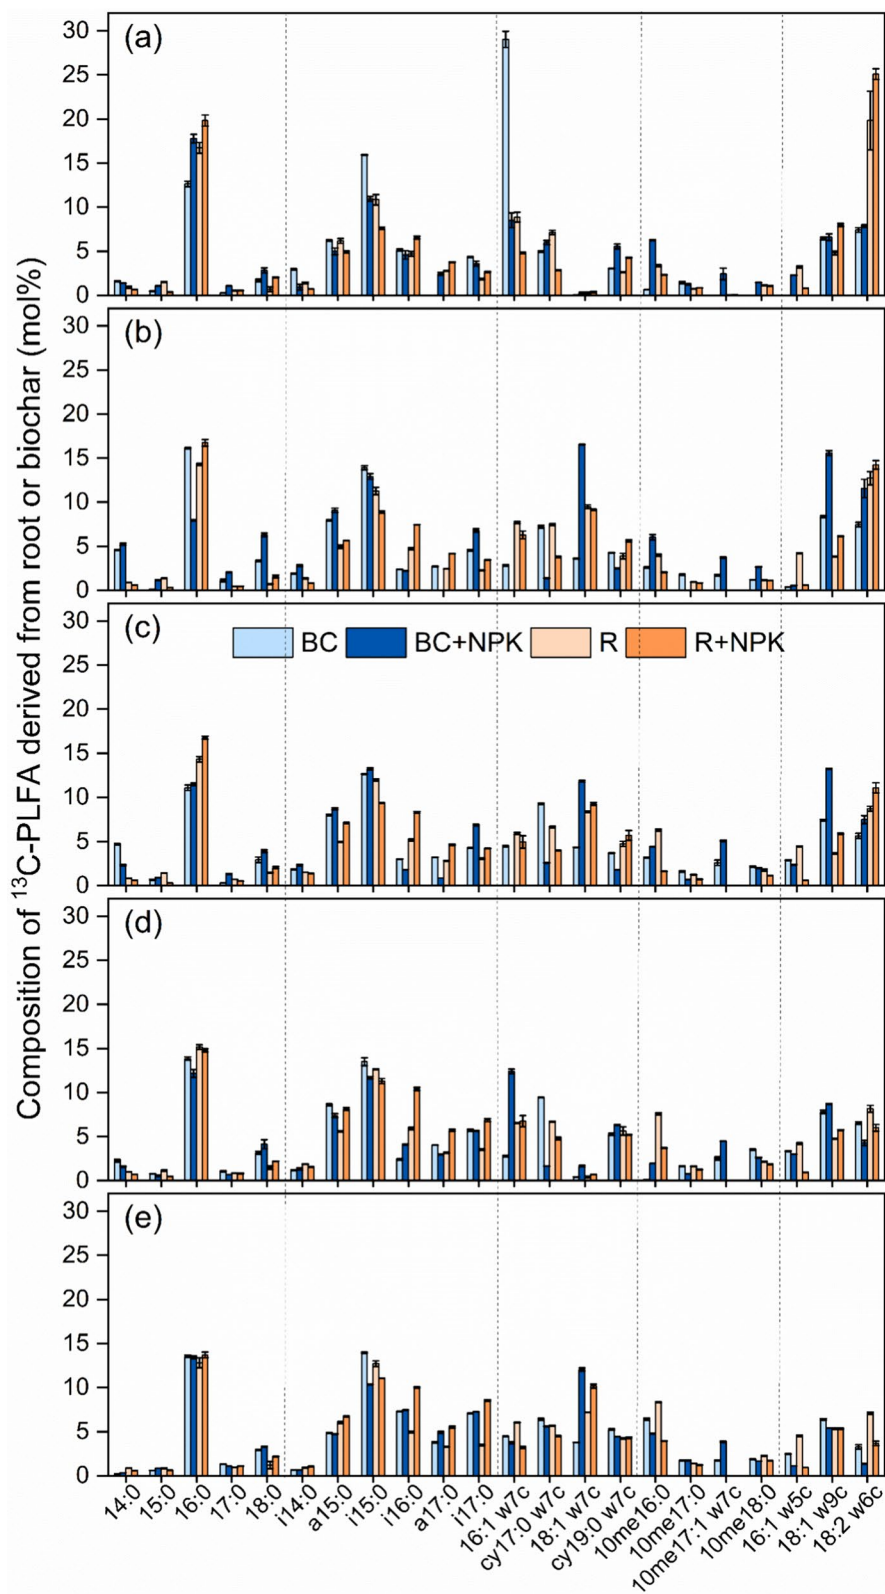 Composition of ¹³C-PLFA derived from root or biochar (mol%)
(a)
30
25
20
15
10
5
0
(b)
30
25
20
15
10
5
0
(c)
BC BC+NPK R R+NPK
30
25
20
15
10
5
0
(d)
30
25
20
15
10
5
0
(e)
30
25
20
15
10
5
0
14:0
15:0
16:0
17:0
18:0
i14:0
a15:0
i15:0
i16:0
a17:0
i17:0
16:1 w7c
cy17:0 w7c
18:1 w7c
cy19:0 w7c
10me16:0
10me17:0
10me17:1 w7c
10me18:0
16:1 w5c
18:1 w9c
18:2 w6c